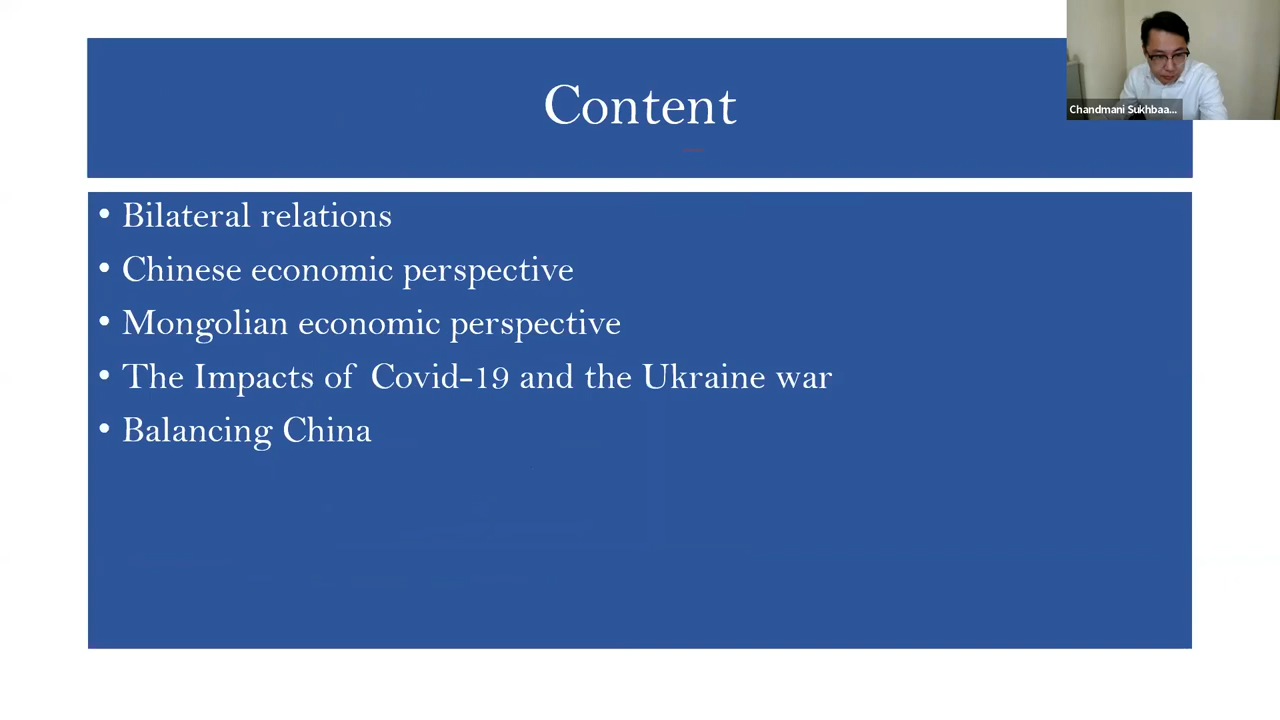 Content
Chandmani Sukhbaa...
• Bilateral relations
• Chinese economic perspective
• Mongolian economic perspective
• The Impacts of Covid-19 and the Ukraine war
• Balancing China